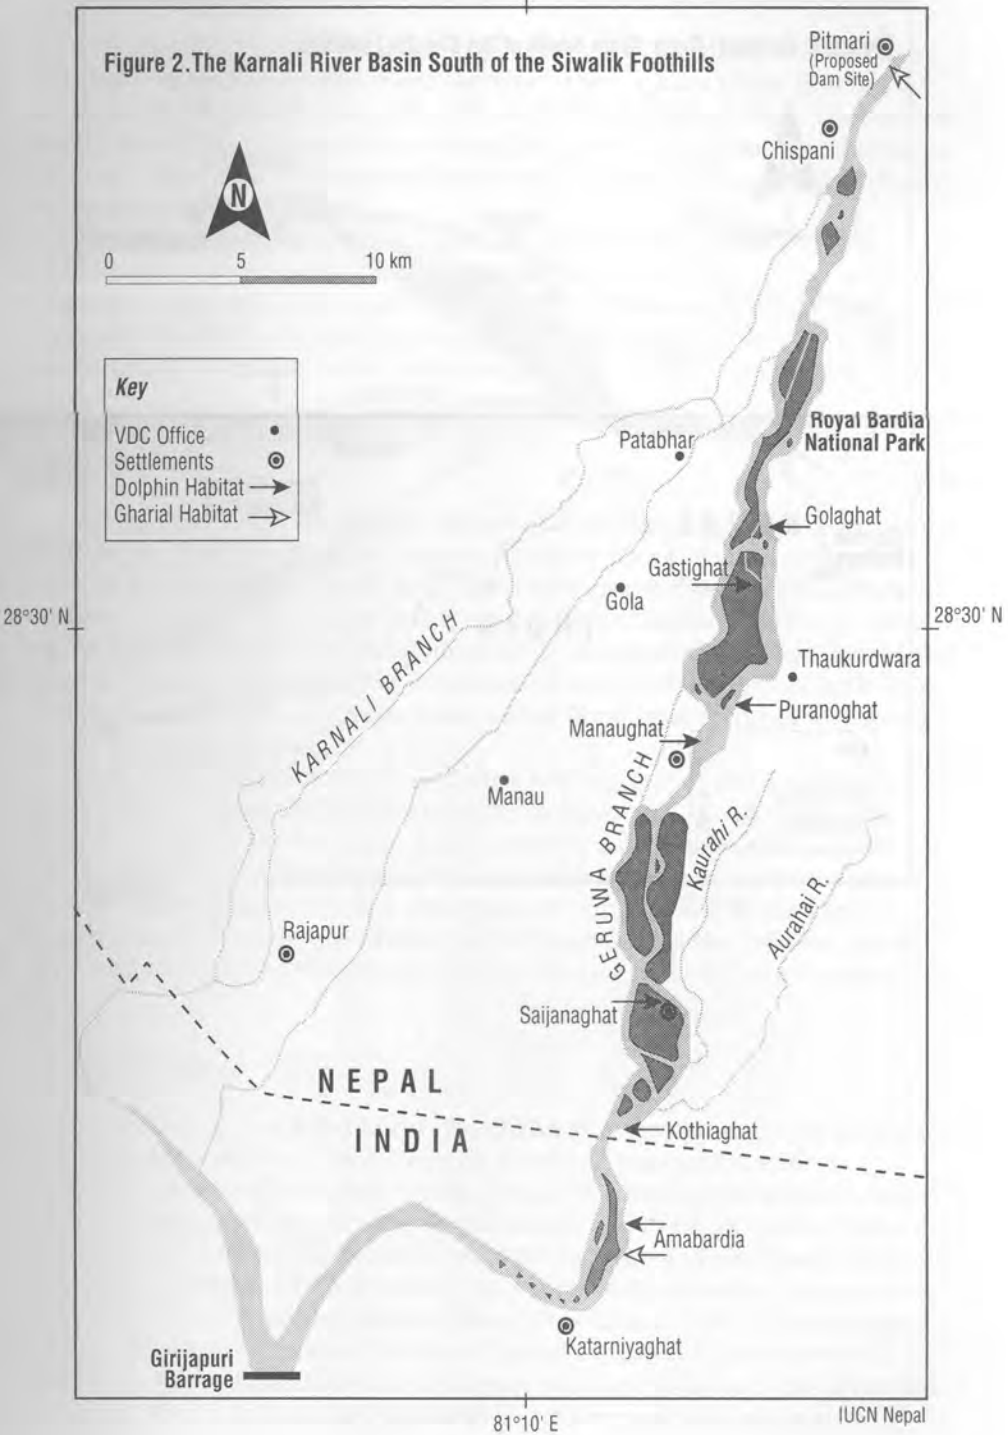 Figure 2. The Karnali River Basin South of the Siwalik Foothills
Pitmari
(Proposed
Dam Site)
Chispani
N
0 5 10 km
Key
VDC Office
Settlements
Dolphin Habitat
Gharial Habitat
Royal Bardia
National Park
Patabhar
Golaghat
Gastighat
Gola
28°30' N
28°30' N
Thaukurdwara
Puranoghat
KARNALI BRANCH
Manaughat
Manau
GERUWA BRANCH
Kaurahi R.
Aurahai R.
Rajapur
Saijanaghat
NEPAL
INDIA
Kothiaghat
Amabardia
Katarniyaghat
Girijapuri
Barrage
81°10' E
IUCN Nepal